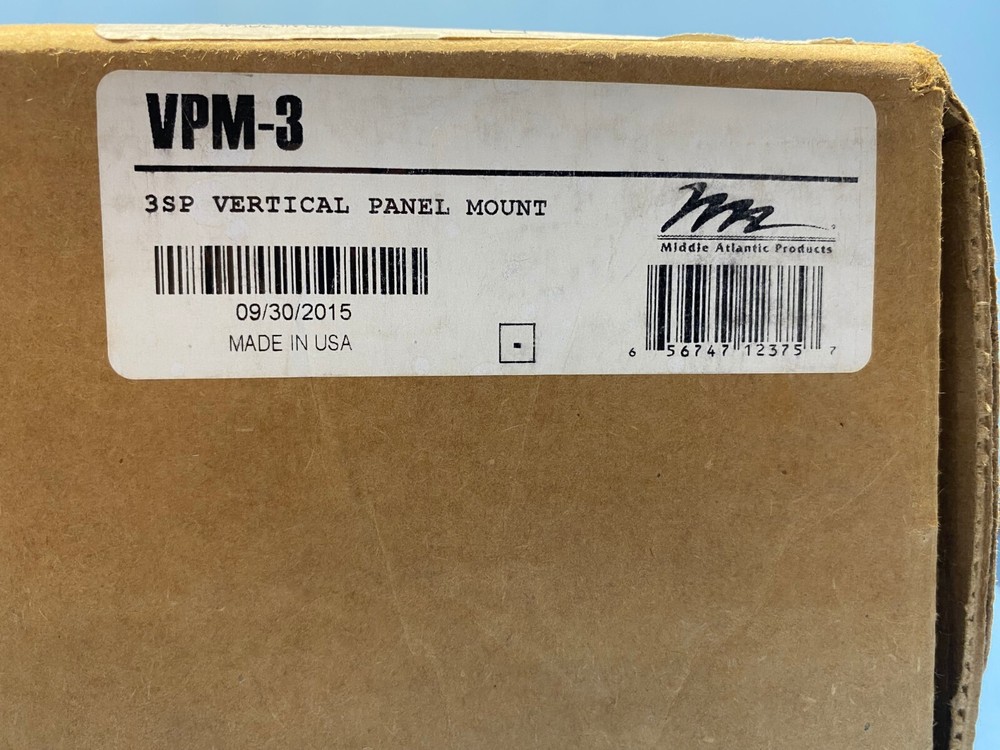 VPM-3
3SP VERTICAL PANEL MOUNT
Middle Atlantic Products
09/30/2015
MADE IN USA
6 56747 12375 7